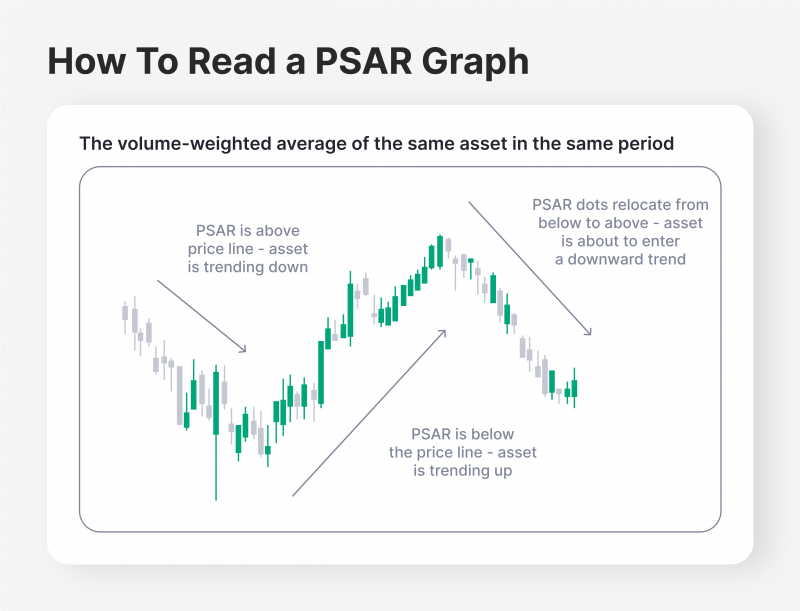 How To Read a PSAR Graph
The volume-weighted average of the same asset in the same period
PSAR is above
price line - asset
is trending down
PSAR dots relocate from
below to above - asset
is about to enter
a downward trend
PSAR is below
the price line - asset
is trending up